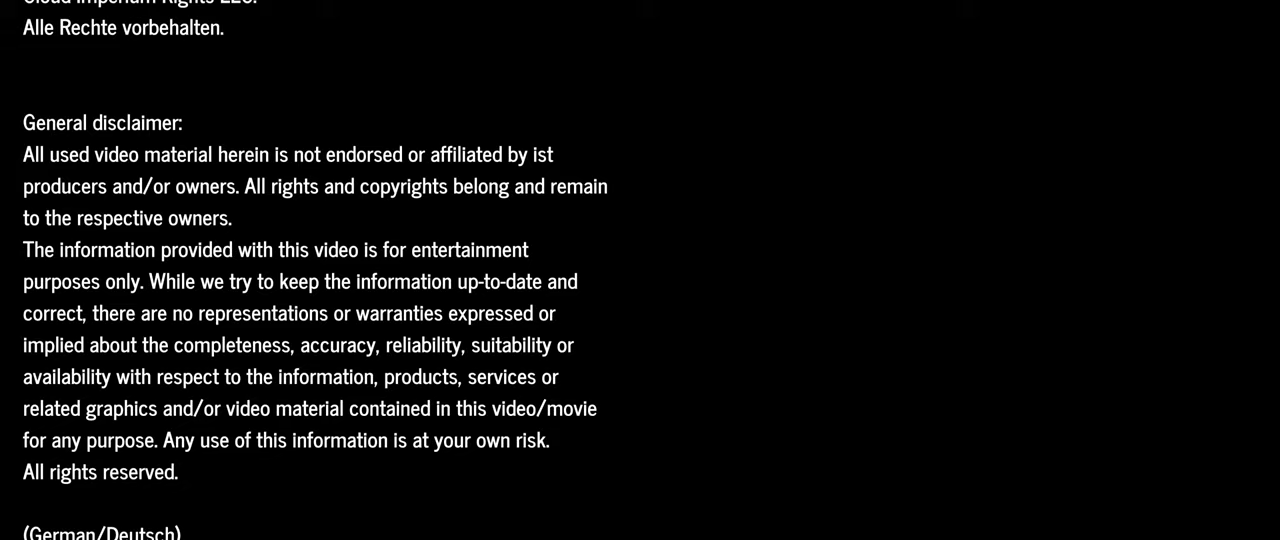 Cloud Imperium Rights LLC.
Alle Rechte vorbehalten.
General disclaimer:
All used video material herein is not endorsed or affiliated by ist
producers and/or owners. All rights and copyrights belong and remain
to the respective owners.
The information provided with this video is for entertainment
purposes only. While we try to keep the information up-to-date and
correct, there are no representations or warranties expressed or
implied about the completeness, accuracy, reliability, suitability or
availability with respect to the information, products, services or
related graphics and/or video material contained in this video/movie
for any purpose. Any use of this information is at your own risk.
All rights reserved.
(German/Deutsch)